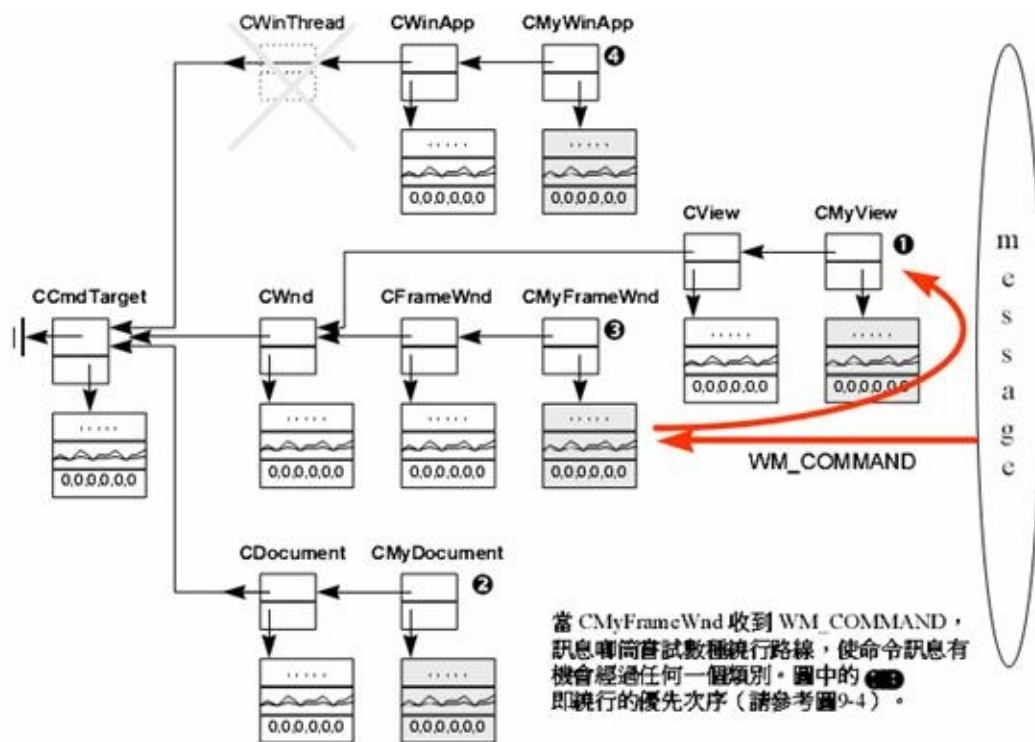 CWinThread CWinApp CMyWinApp
❹
.....
.....
0,0,0,0,0,0
0,0,0,0,0,0
CView CMyView
❶
CCmdTarget CWnd CFrameWnd CMyFrameWnd
❸
.....
.....
.....
.....
.....
.....
0,0,0,0,0,0
0,0,0,0,0,0
0,0,0,0,0,0
0,0,0,0,0,0
0,0,0,0,0,0
0,0,0,0,0,0
message
WM_COMMAND
CDocument CMyDocument
❷
.....
.....
0,0,0,0,0,0
0,0,0,0,0,0
當 CMyFrameWnd 收到 WM_COMMAND,
訊息唧筒嘗試數種繞行路線,使命令訊息有
機會經過任何一個類別。圖中的
即繞行的優先次序(請參考圖9-4)。